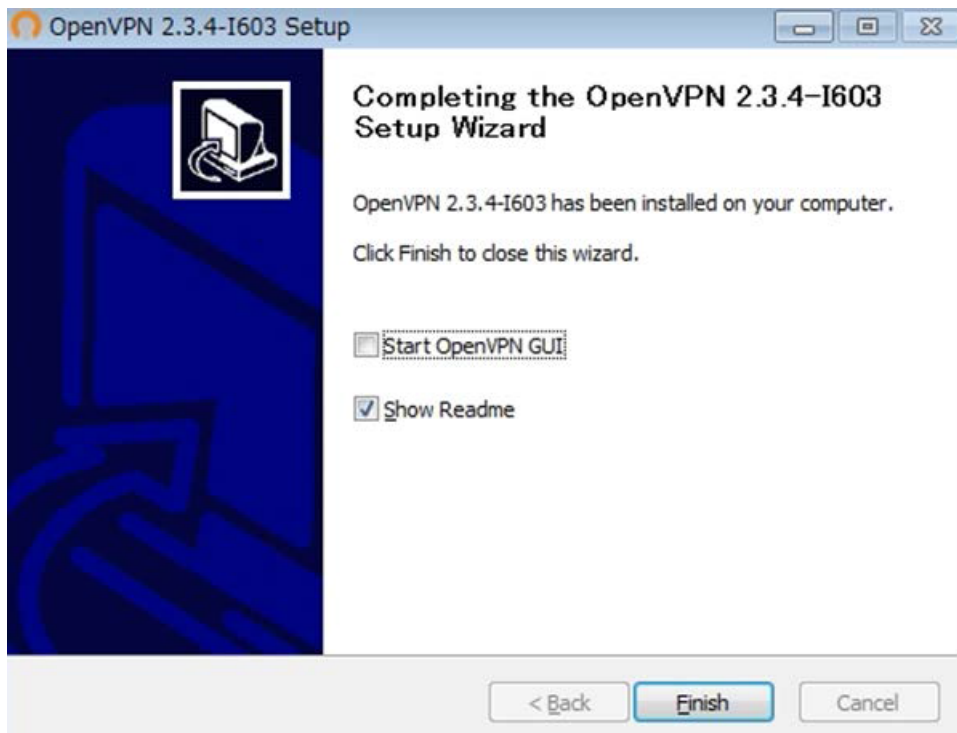 OpenVPN 2.3.4-I603 Setup
Completing the OpenVPN 2.3.4-I603
Setup Wizard
OpenVPN 2.3.4-I603 has been installed on your computer.
Click Finish to close this wizard.
Start OpenVPN GUI
Show Readme
< Back
Finish
Cancel